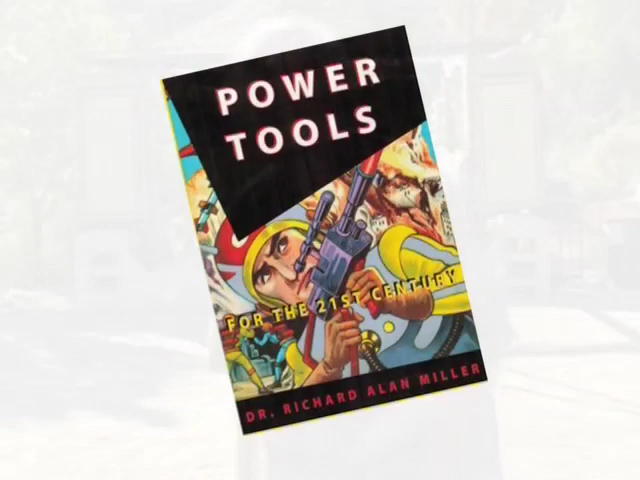 POWER
TOOLS
FOR THE 21ST CENTURY
DR. RICHARD ALAN MILLER